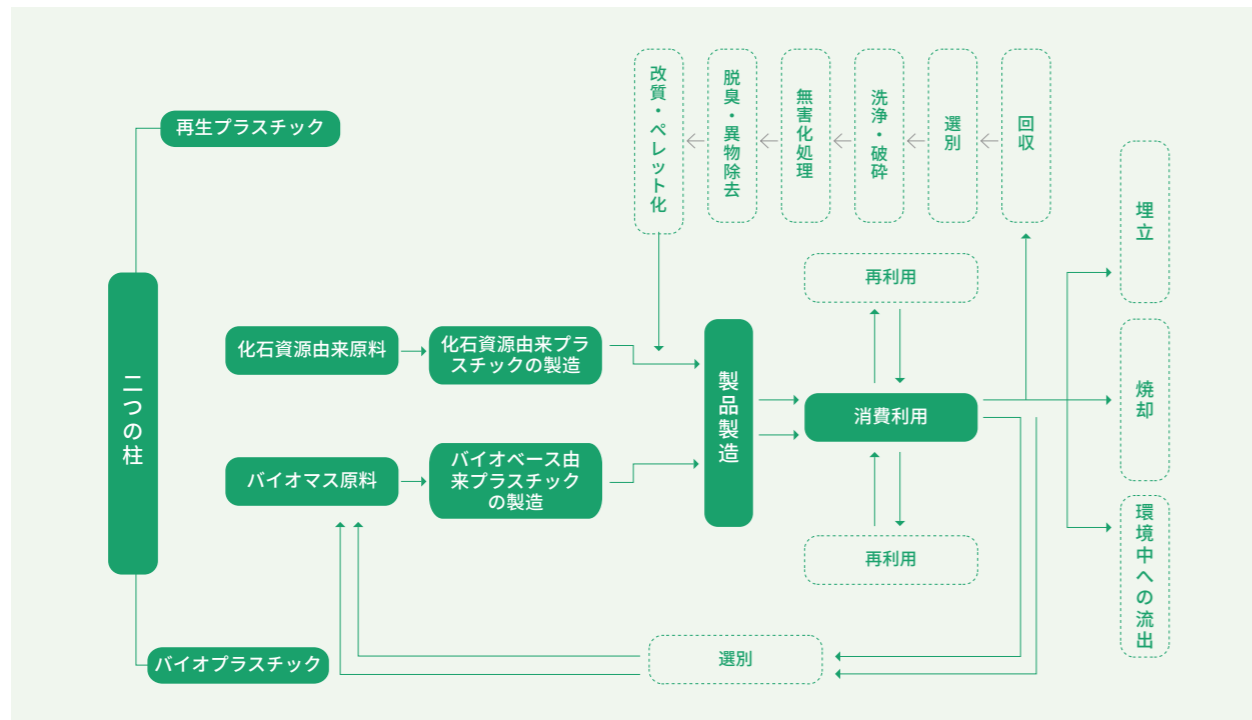 再生プラスチック
二つの柱
バイオプラスチック
化石資源由来原料
化石資源由来プラ
スチックの製造
バイオマス原料
バイオベース由
来プラスチック
の製造
製品製造
消費利用
再利用
再利用
改質・ペレット化
脱臭・異物除去
無害化処理
洗浄・破砕
選別
回収
埋立
焼却
環境中への流出
選別